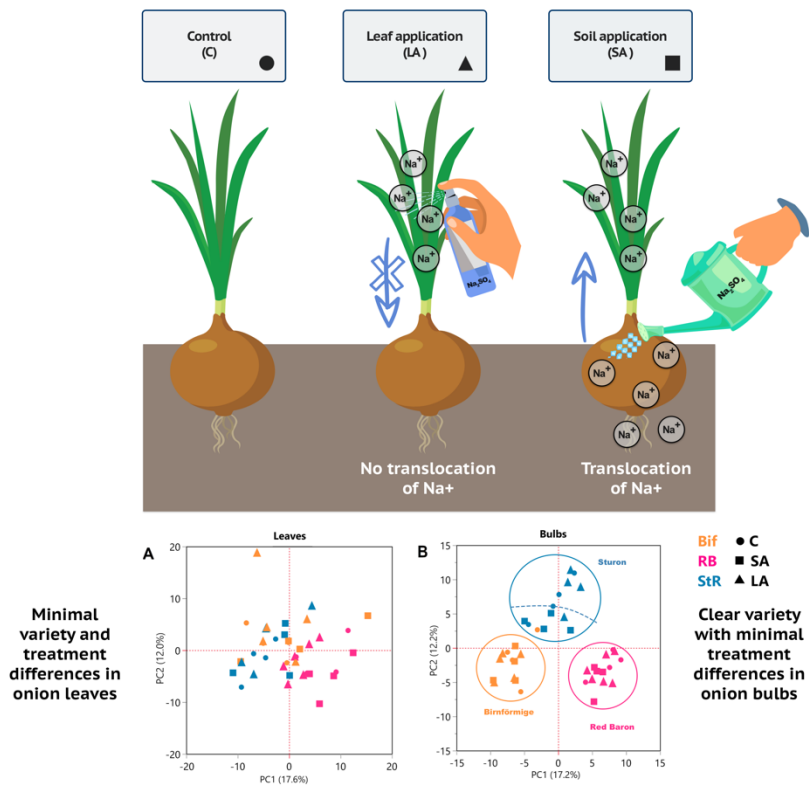 Control
(C)
Leaf application
(LA)
Soil application
(SA)
Na+
Na+
Na+
Na+
Na₂SO₄
Na+
Na+
Na+
Na+
Na₂SO₄
Na+
Na+
Na+
Na+
Na+
No translocation
of Na+
Translocation
of Na+
Minimal
variety and
treatment
differences in
onion leaves
A
Leaves
PC2 (12.0%)
20
10
0
-10
-20
-20
-10
0
10
20
PC1 (17.6%)
B
Bulbs
PC2 (12.2%)
15
10
5
0
-5
-10
-15
-15
-10
-5
0
5
10
15
PC1 (17.2%)
Sturon
Birnförmige
Red Baron
Bif C
RB SA
StR LA
Clear variety
with minimal
treatment
differences in
onion bulbs